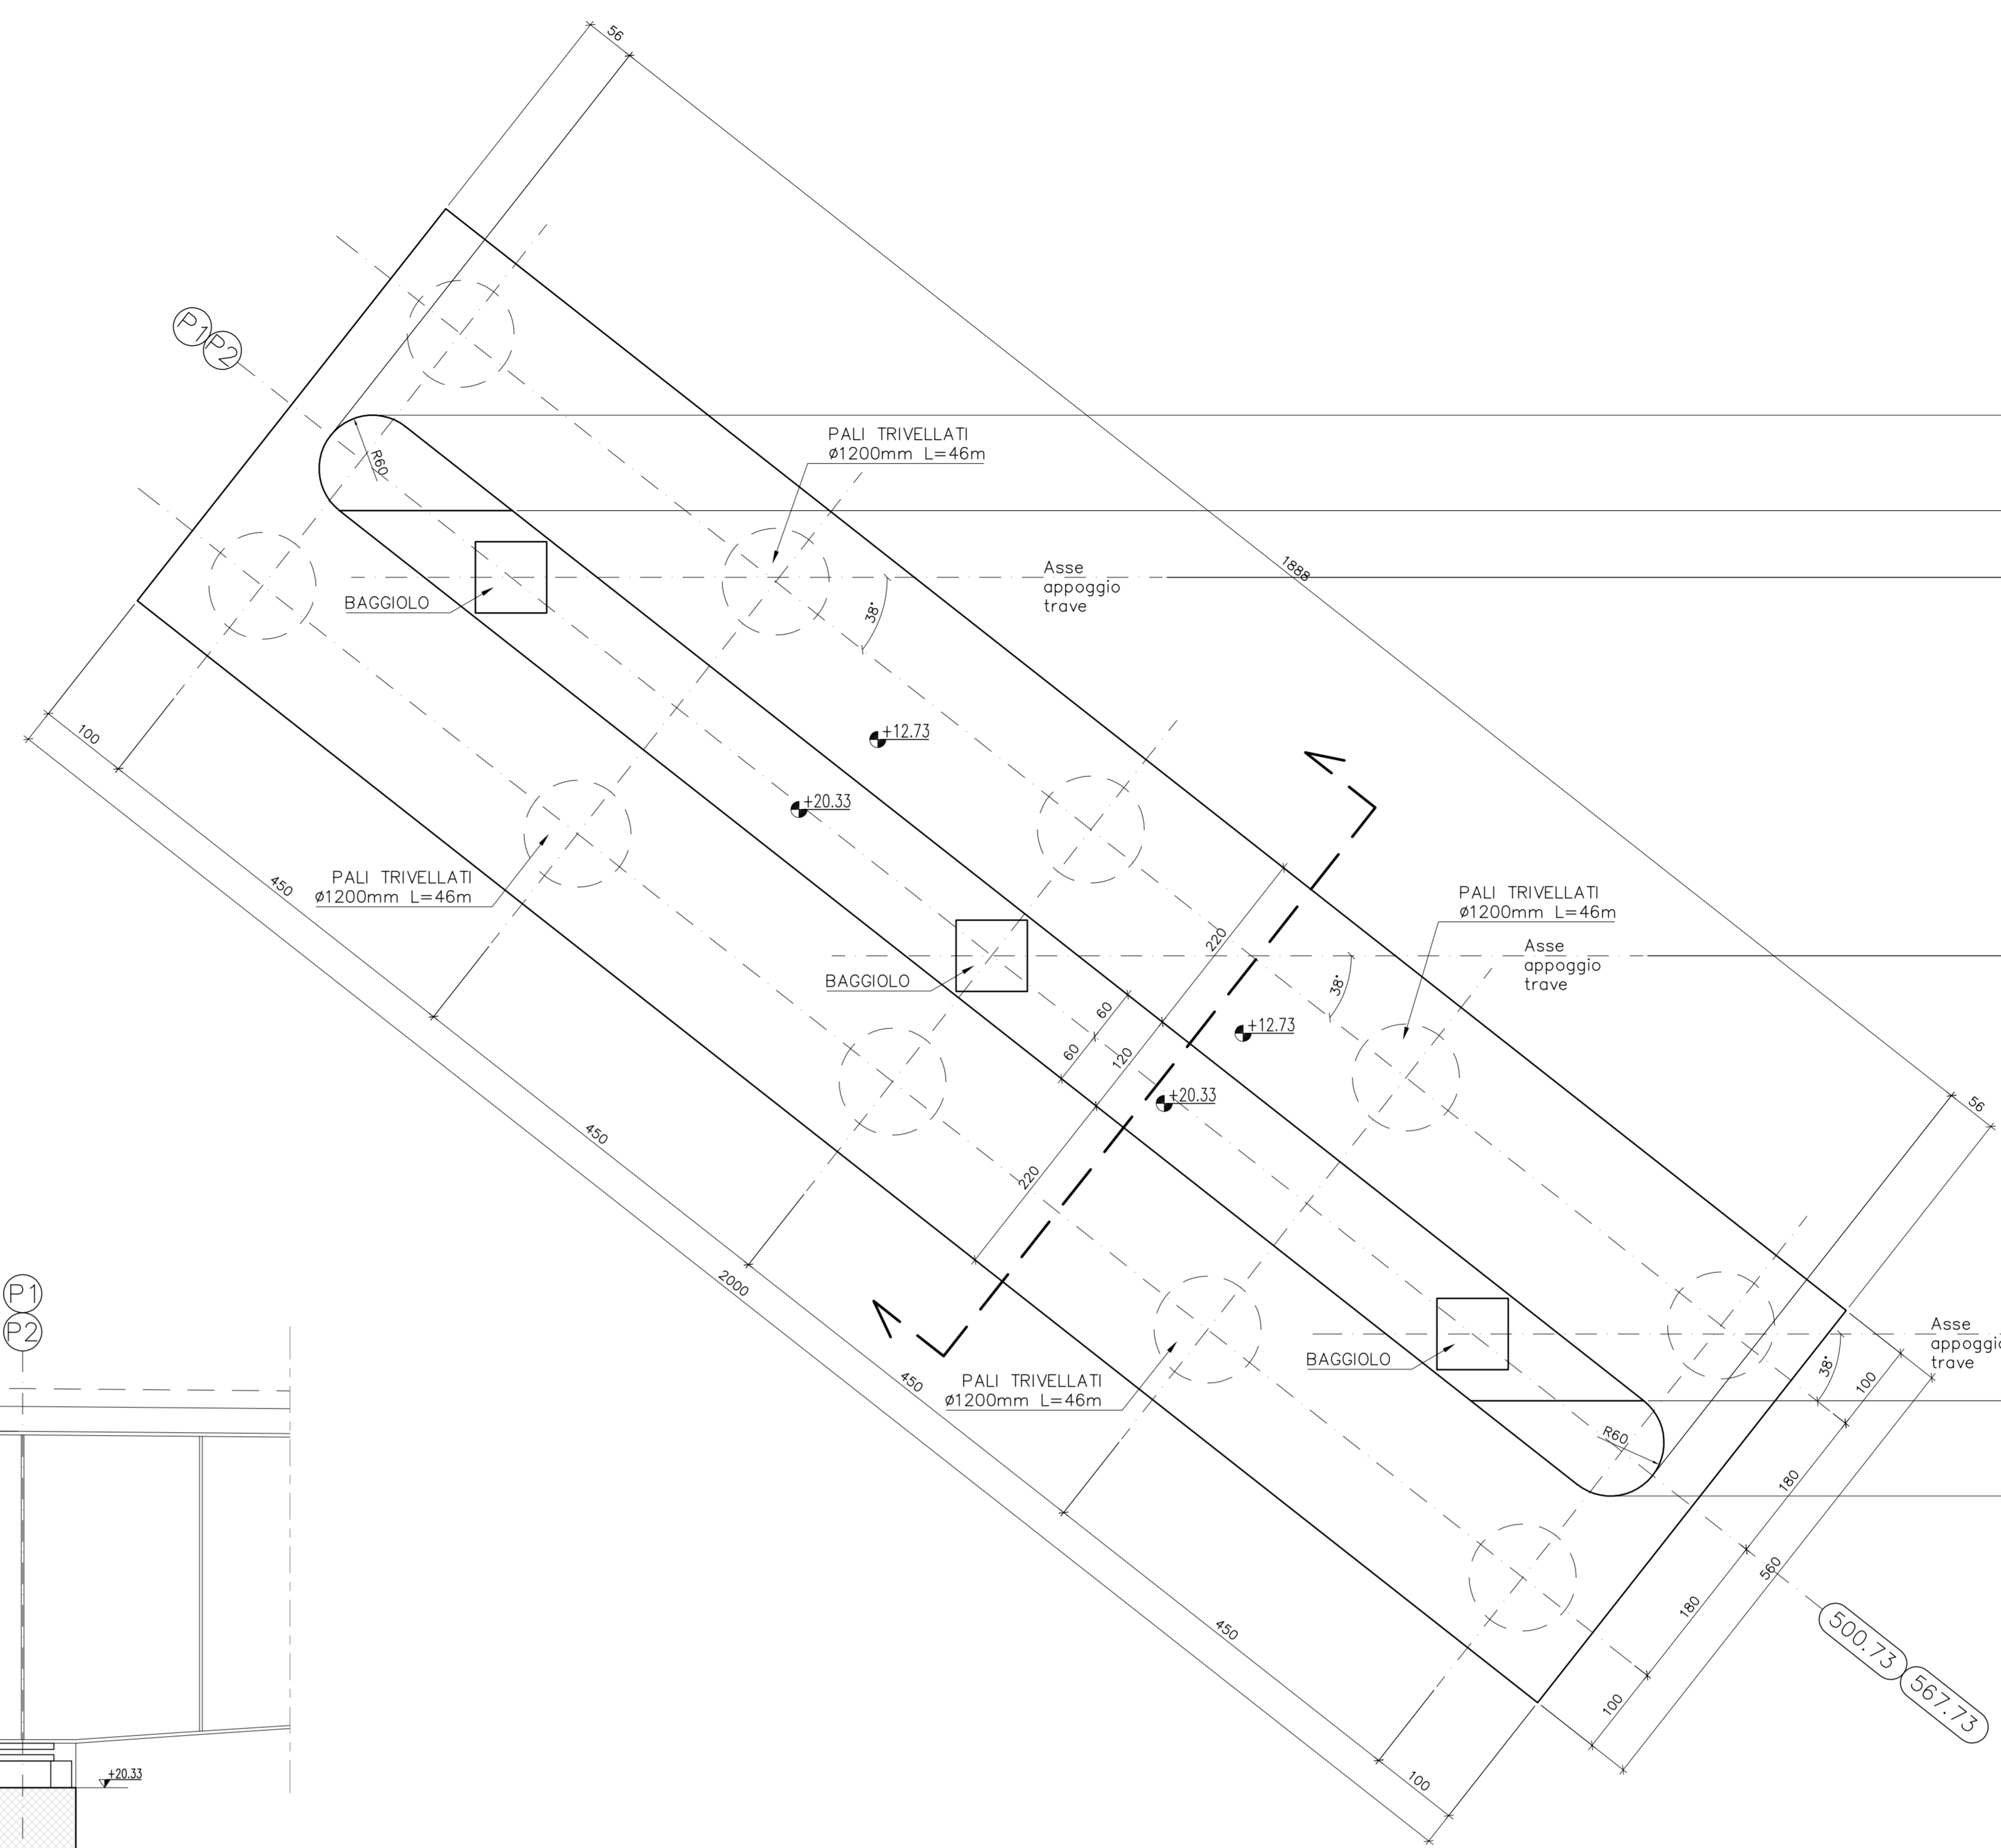 56
1888
P1
P2
R60
PALI TRIVELLATI
ø1200mm L=46m
Asse
appoggio
trave
38°
BAGGIOLO
+12.73
100
+20.33
450
PALI TRIVELLATI
ø1200mm L=46m
PALI TRIVELLATI
ø1200mm L=46m
220
Asse
appoggio
trave
BAGGIOLO
38°
60
+12.73
60
120
+20.33
56
450
220
2000
P1
P2
Asse
appoggio
trave
BAGGIOLO
38°
100
450
PALI TRIVELLATI
ø1200mm L=46m
R60
180
560
180
450
500.73
567.73
100
+20.33
100